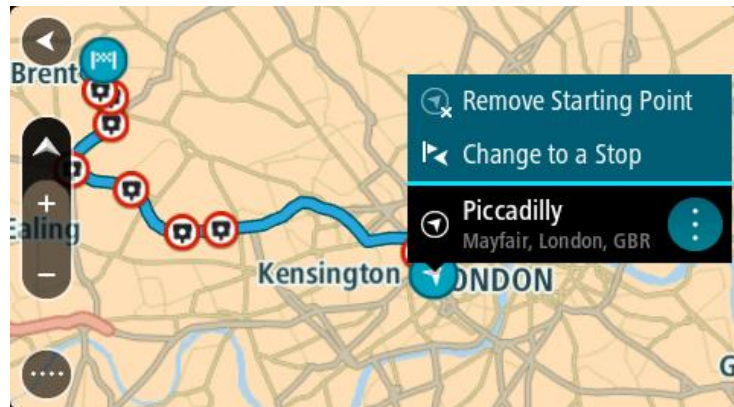 Brent
Remove Starting Point
Change to a Stop
Piccadilly
Mayfair, London, GBR
Ealing
Kensington
ONDON
G